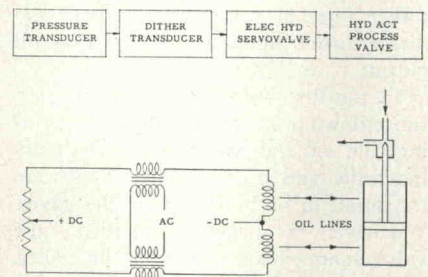 PRESSURE
TRANSDUCER
DITHER
TRANSDUCER
ELEC HYD
SERVOVALVE
HYD ACT
PROCESS
VALVE
+ DC
AC
- DC
OIL LINES